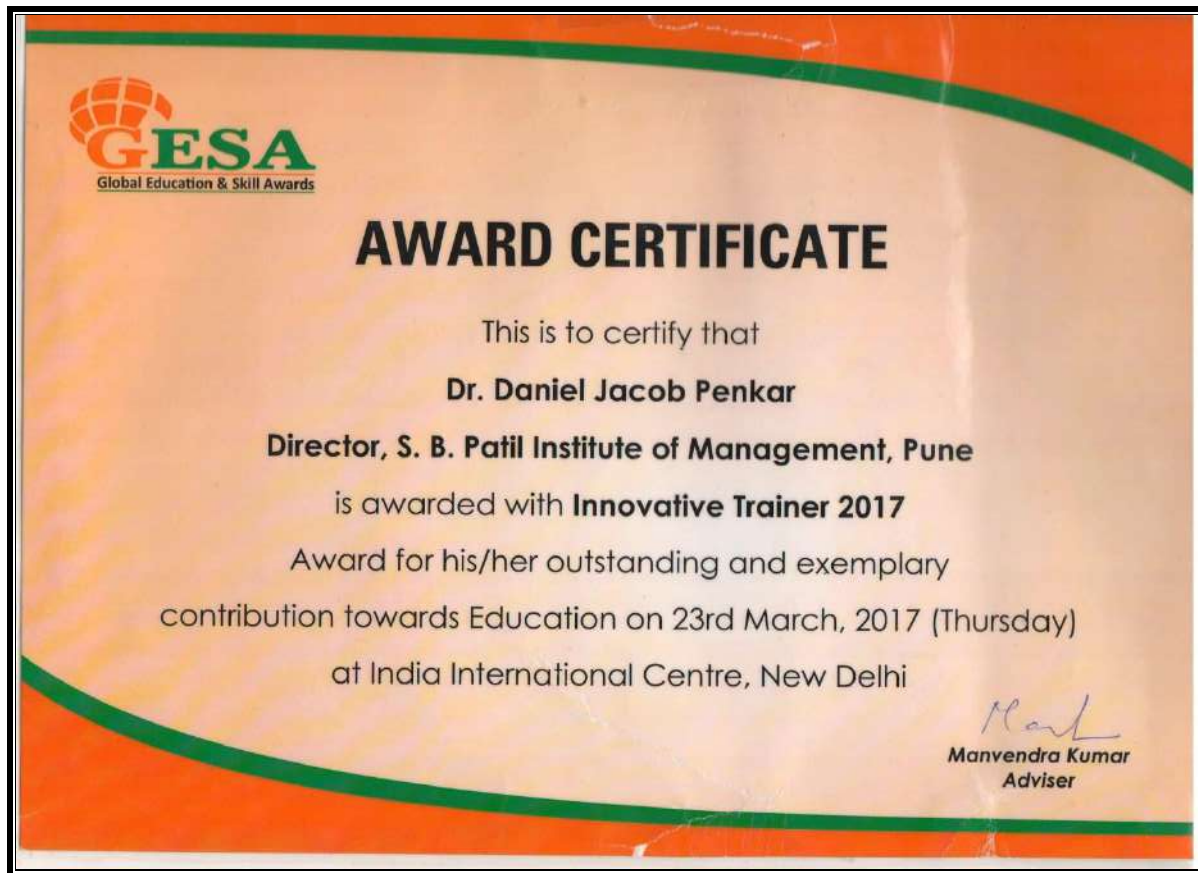 GESA
Global Education & Skill Awards
AWARD CERTIFICATE
This is to certify that
Dr. Daniel Jacob Penkar
Director, S. B. Patil Institute of Management, Pune
is awarded with Innovative Trainer 2017
Award for his/her outstanding and exemplary
contribution towards Education on 23rd March, 2017 (Thursday)
at India International Centre, New Delhi
Manvendra Kumar
Adviser